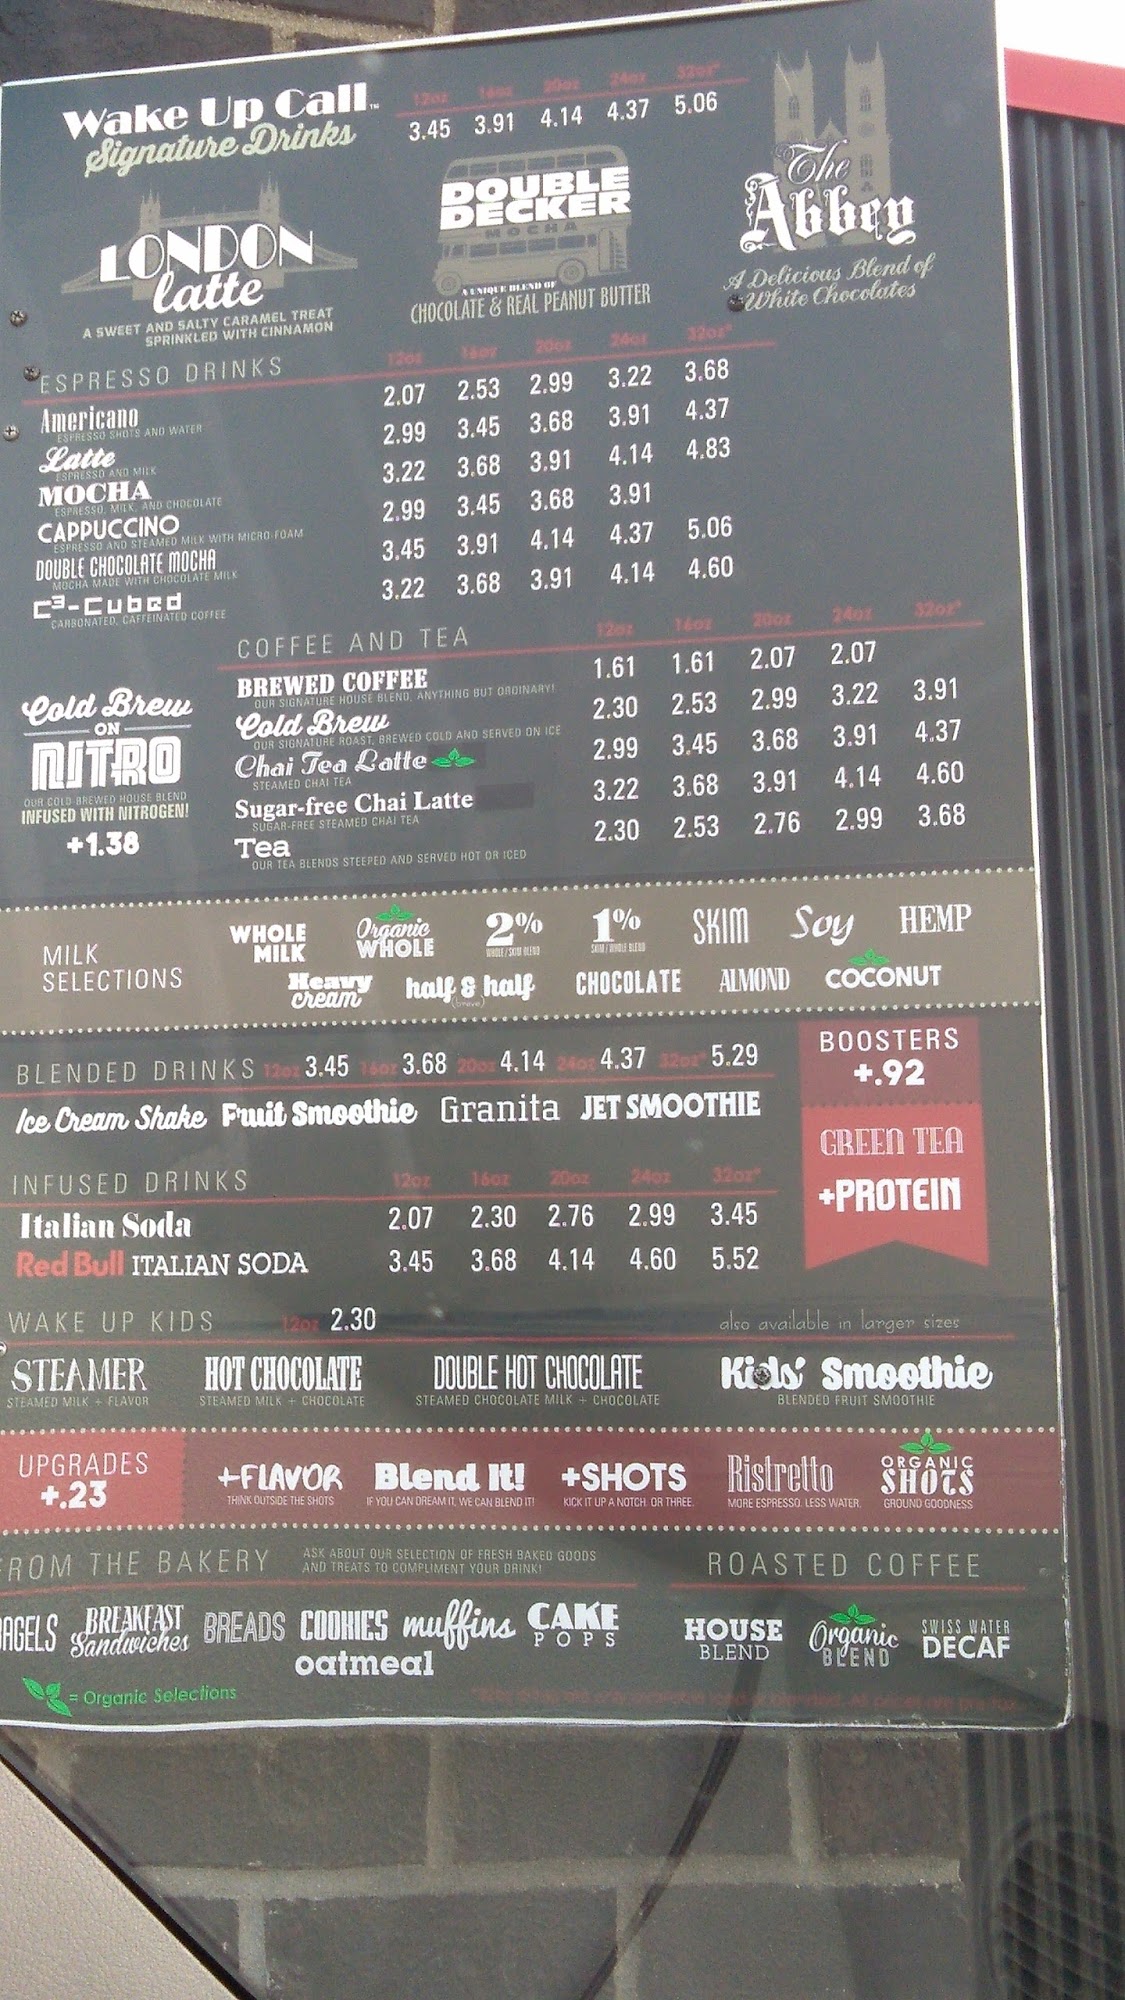 Wake Up Call™
Signature Drinks
12oz 16oz 20oz 24oz 32oz*
3.45 3.91 4.14 4.37 5.06
LONDON
latte
A SWEET AND SALTY CARAMEL TREAT
SPRINKLED WITH CINNAMON
DOUBLE
DECKER
MOCHA
A UNIQUE BLEND OF
CHOCOLATE & REAL PEANUT BUTTER
The
Abbey
A Delicious Blend of
White Chocolates
ESPRESSO DRINKS 12oz 16oz 20oz 24oz 32oz*
Americano 2.07 2.53 2.99 3.22 3.68
ESPRESSO SHOTS AND WATER
Latte 2.99 3.45 3.68 3.91 4.37
ESPRESSO AND MILK
MOCHA 3.22 3.68 3.91 4.14 4.83
ESPRESSO, MILK, AND CHOCOLATE
CAPPUCCINO 2.99 3.45 3.68 3.91
ESPRESSO AND STEAMED MILK WITH MICRO-FOAM
DOUBLE CHOCOLATE MOCHA 3.45 3.91 4.14 4.37 5.06
MOCHA MADE WITH CHOCOLATE MILK
C³-Cubed 3.22 3.68 3.91 4.14 4.60
CARBONATED, CAFFEINATED COFFEE
COFFEE AND TEA 12oz 16oz 20oz 24oz 32oz*
BREWED COFFEE 1.61 1.61 2.07 2.07
OUR SIGNATURE HOUSE BLEND, ANYTHING BUT ORDINARY!
Cold Brew 2.30 2.53 2.99 3.22 3.91
OUR SIGNATURE ROAST, BREWED COLD AND SERVED ON ICE
Chai Tea Latte 2.99 3.45 3.68 3.91 4.37
STEAMED CHAI TEA
Sugar-free Chai Latte 3.22 3.68 3.91 4.14 4.60
SUGAR-FREE STEAMED CHAI TEA
Tea 2.30 2.53 2.76 2.99 3.68
OUR TEA BLENDS STEEPED AND SERVED HOT OR ICED
Cold Brew
ON
NITRO
OUR COLD-BREWED HOUSE BLEND
INFUSED WITH NITROGEN!
+1.38
MILK
SELECTIONS
WHOLE
MILK
Organic
WHOLE
2%
WHOLE/SKIM BLEND
1%
SKIM/WHOLE BLEND
SKIM
Soy
HEMP
Heavy
cream
half & half
(breve)
CHOCOLATE
ALMOND
COCONUT
BLENDED DRINKS 12oz 3.45 16oz 3.68 20oz 4.14 24oz 4.37 32oz* 5.29
Ice Cream Shake Fruit Smoothie Granita JET SMOOTHIE
BOOSTERS
+.92
GREEN TEA
+PROTEIN
INFUSED DRINKS 12oz 16oz 20oz 24oz 32oz*
Italian Soda 2.07 2.30 2.76 2.99 3.45
Red Bull ITALIAN SODA 3.45 3.68 4.14 4.60 5.52
WAKE UP KIDS 12oz 2.30 also available in larger sizes
STEAMER
STEAMED MILK + FLAVOR
HOT CHOCOLATE
STEAMED MILK + CHOCOLATE
DOUBLE HOT CHOCOLATE
STEAMED CHOCOLATE MILK + CHOCOLATE
Kids' Smoothie
BLENDED FRUIT SMOOTHIE
UPGRADES
+.23
+FLAVOR
THINK OUTSIDE THE SHOTS
Blend It!
IF YOU CAN DREAM IT, WE CAN BLEND IT!
+SHOTS
KICK IT UP A NOTCH. OR THREE.
Ristretto
MORE ESPRESSO. LESS WATER.
ORGANIC
SHOTS
GROUND GOODNESS
FROM THE BAKERY
ASK ABOUT OUR SELECTION OF FRESH BAKED GOODS
AND TREATS TO COMPLIMENT YOUR DRINK!
BAGELS
BREAKFAST
Sandwiches
BREADS
COOKIES
muffins
CAKE
POPS
oatmeal
ROASTED COFFEE
HOUSE
BLEND
Organic
BLEND
SWISS WATER
DECAF
= Organic Selections